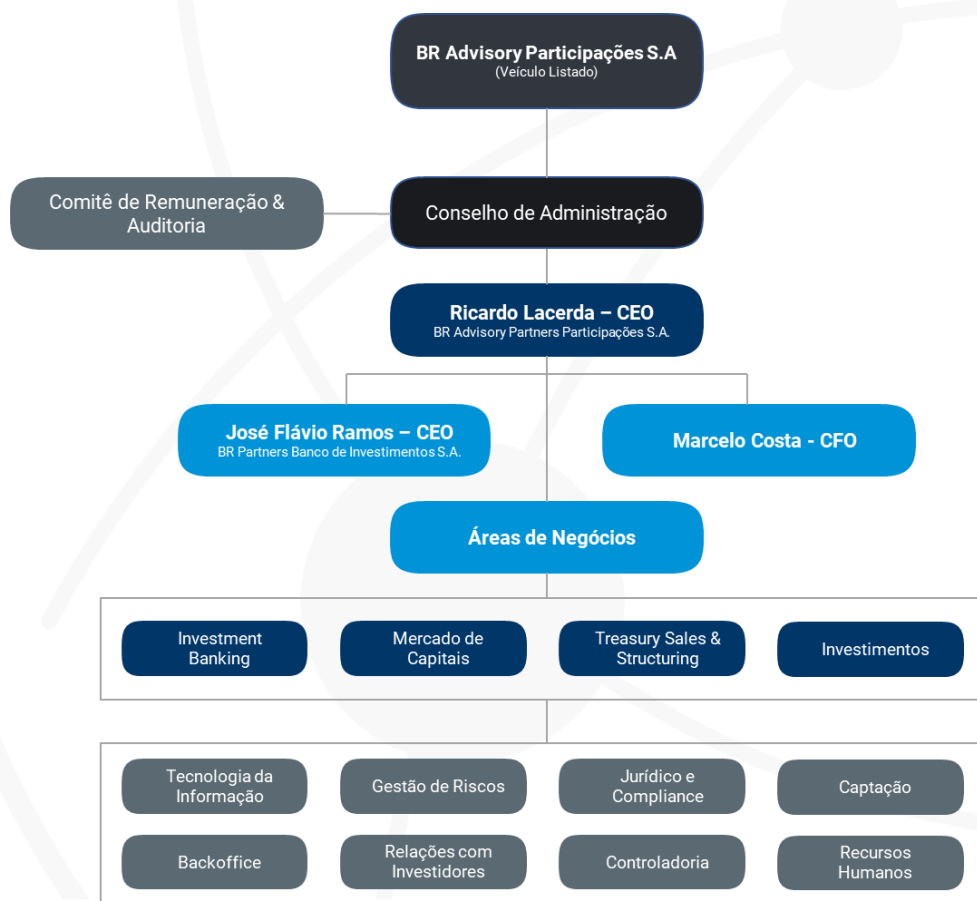 BR Advisory Participações S.A
(Veículo Listado)
Comitê de Remuneração &
Auditoria
Conselho de Administração
Ricardo Lacerda – CEO
BR Advisory Partners Participações S.A.
José Flávio Ramos – CEO
BR Partners Banco de Investimentos S.A.
Marcelo Costa - CFO
Áreas de Negócios
Investment
Banking
Mercado de
Capitais
Treasury Sales &
Structuring
Investimentos
Tecnologia da
Informação
Gestão de Riscos
Jurídico e
Compliance
Captação
Backoffice
Relações com
Investidores
Controladoria
Recursos
Humanos